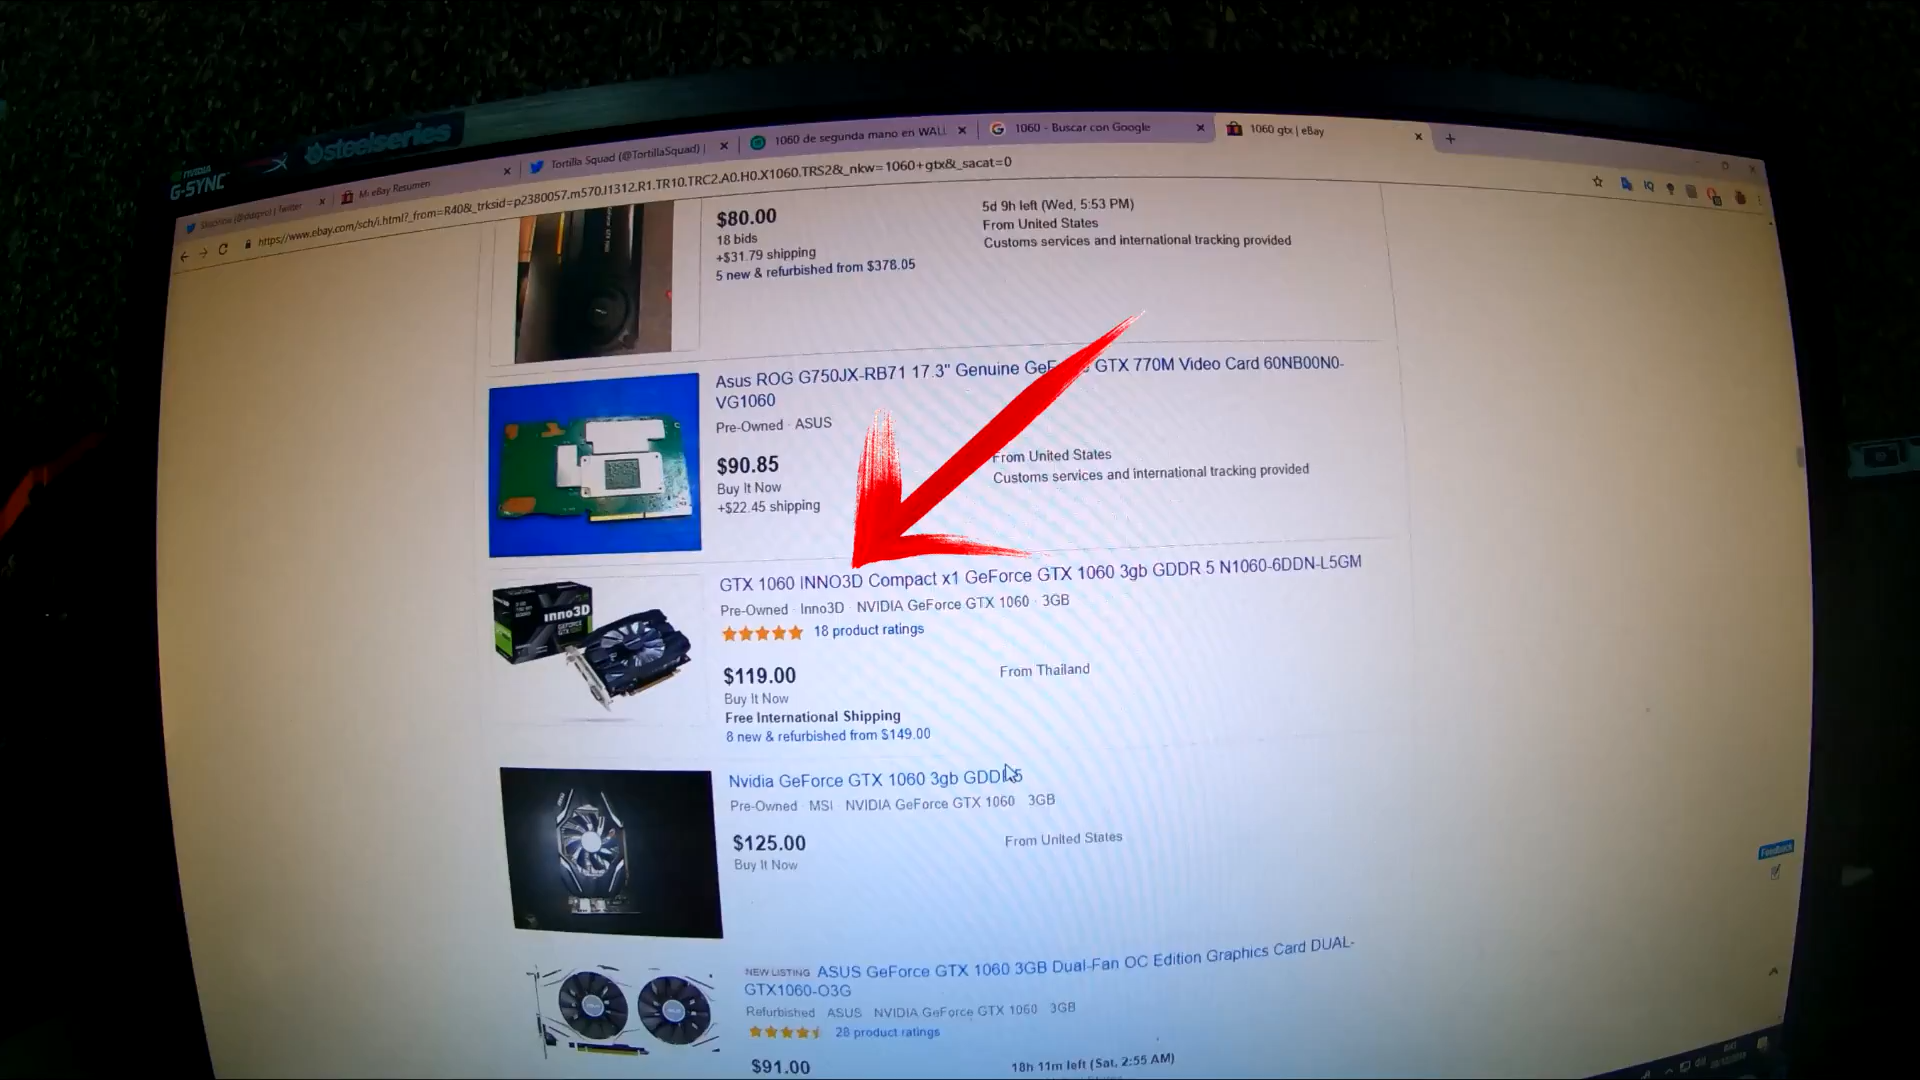 NVIDIA
G-SYNC
steelseries
Mi eBay Resumen
Tortilla Squad (@TortillaSquad) |
1060 de segunda mano en WALL
1060 - Buscar con Google
1060 gtx | eBay
https://www.ebay.com/sch/i.html?_from=R40&_trksid=p2380057.m570.l1312.R1.TR10.TRC2.A0.H0.X1060.TRS2&_nkw=1060+gtx&_sacat=0
$80.00
18 bids
+$31.79 shipping
5 new & refurbished from $378.05
5d 9h left (Wed, 5:53 PM)
From United States
Customs services and international tracking provided
Asus ROG G750JX-RB71 17.3" Genuine GeF GTX 770M Video Card 60NB00N0-
VG1060
Pre-Owned · ASUS
$90.85
Buy It Now
+$22.45 shipping
From United States
Customs services and international tracking provided
GTX 1060 INNO3D Compact x1 GeForce GTX 1060 3gb GDDR 5 N1060-6DDN-L5GM
Pre-Owned · Inno3D · NVIDIA GeForce GTX 1060 · 3GB
18 product ratings
$119.00
Buy It Now
Free International Shipping
8 new & refurbished from $149.00
From Thailand
inno3D
Nvidia GeForce GTX 1060 3gb GDDR5
Pre-Owned · MSI · NVIDIA GeForce GTX 1060 · 3GB
$125.00
Buy It Now
From United States
Feedback
NEW LISTING ASUS GeForce GTX 1060 3GB Dual-Fan OC Edition Graphics Card DUAL-
GTX1060-O3G
Refurbished · ASUS · NVIDIA GeForce GTX 1060 · 3GB
28 product ratings
$91.00
18h 11m left (Sat, 2:55 AM)